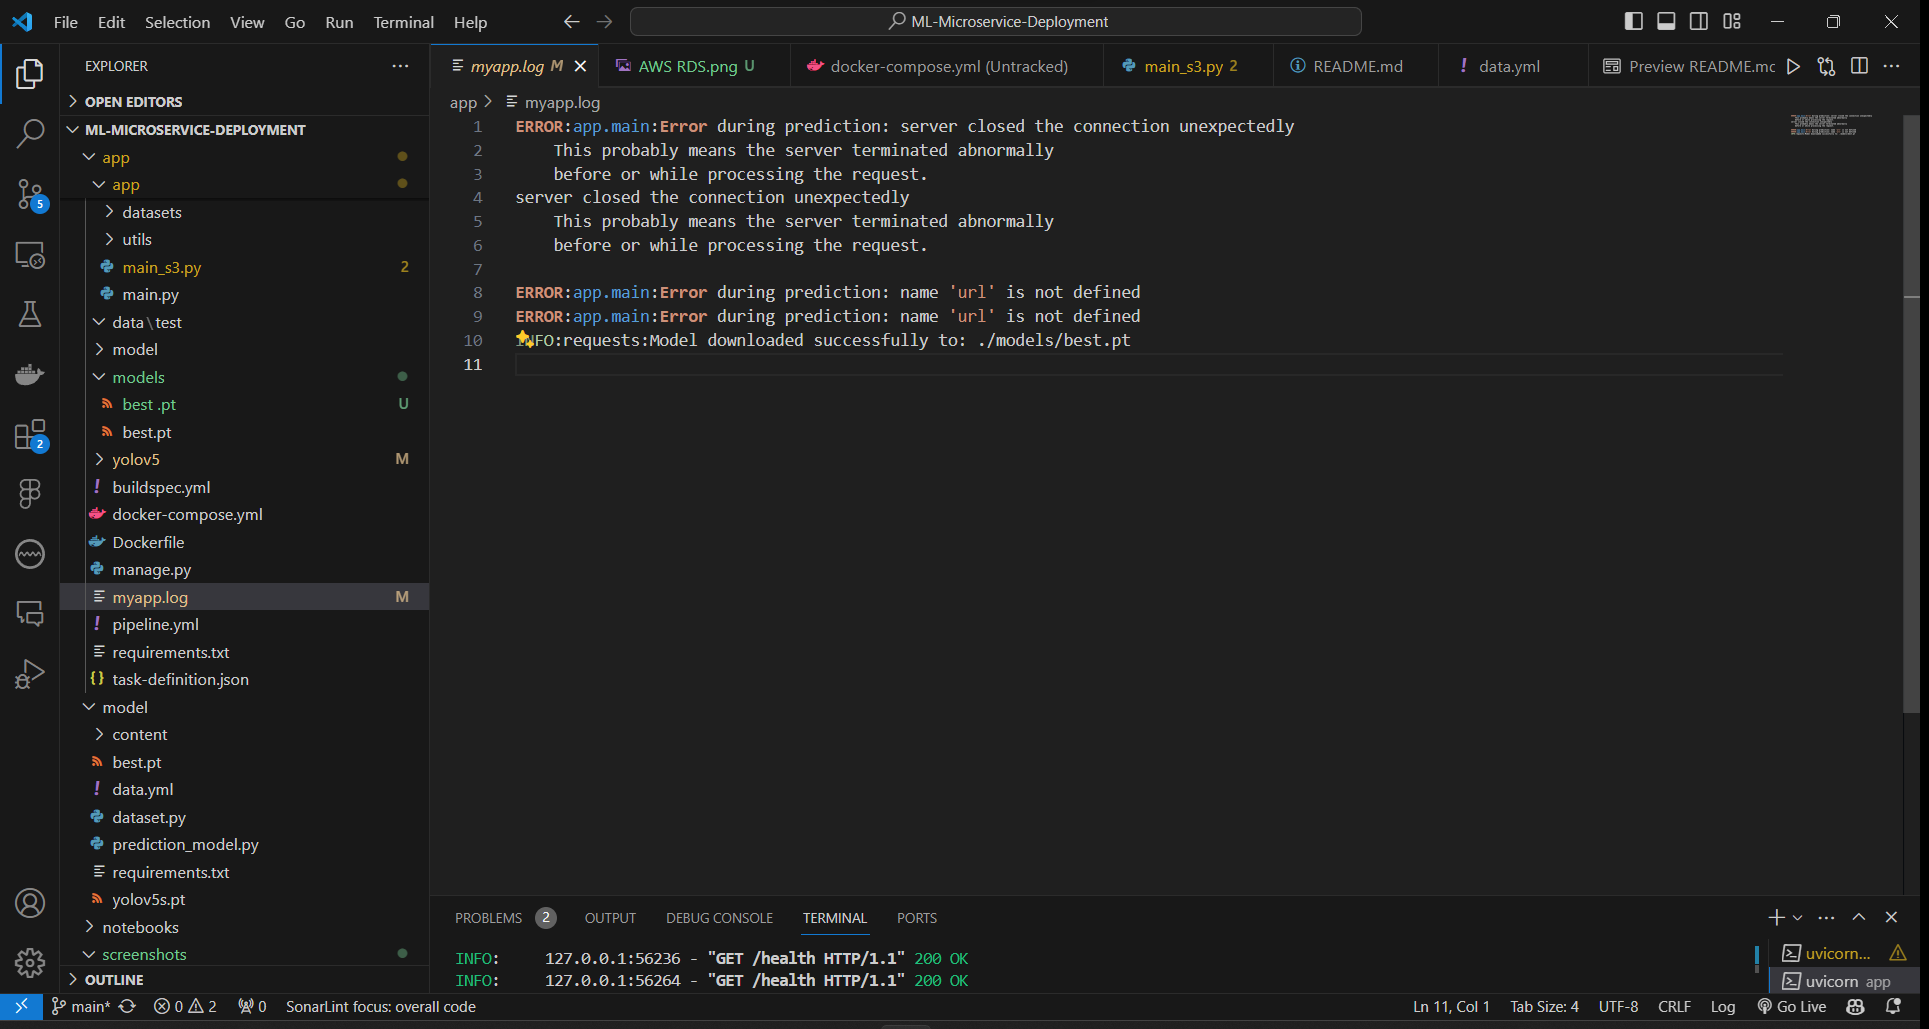 File Edit Selection View Go Run Terminal Help
ML-Microservice-Deployment
EXPLORER
OPEN EDITORS
ML-MICROSERVICE-DEPLOYMENT
app
app
datasets
utils
main_s3.py 2
main.py
data\test
model
models
best .pt U
best.pt
yolov5 M
buildspec.yml
docker-compose.yml
Dockerfile
manage.py
myapp.log M
pipeline.yml
requirements.txt
task-definition.json
model
content
best.pt
data.yml
dataset.py
prediction_model.py
requirements.txt
yolov5s.pt
notebooks
screenshots
OUTLINE
5
2
myapp.log M
AWS RDS.png U
docker-compose.yml (Untracked)
main_s3.py 2
README.md
data.yml
Preview README.mc
app > myapp.log
1 ERROR:app.main:Error during prediction: server closed the connection unexpectedly
2 This probably means the server terminated abnormally
3 before or while processing the request.
4 server closed the connection unexpectedly
5 This probably means the server terminated abnormally
6 before or while processing the request.
7
8 ERROR:app.main:Error during prediction: name 'url' is not defined
9 ERROR:app.main:Error during prediction: name 'url' is not defined
10 INFO:requests:Model downloaded successfully to: ./models/best.pt
11
PROBLEMS 2 OUTPUT DEBUG CONSOLE TERMINAL PORTS
INFO: 127.0.0.1:56236 - "GET /health HTTP/1.1" 200 OK
INFO: 127.0.0.1:56264 - "GET /health HTTP/1.1" 200 OK
uvicorn...
uvicorn app
main* 0 2 0 SonarLint focus: overall code
Ln 11, Col 1 Tab Size: 4 UTF-8 CRLF Log Go Live